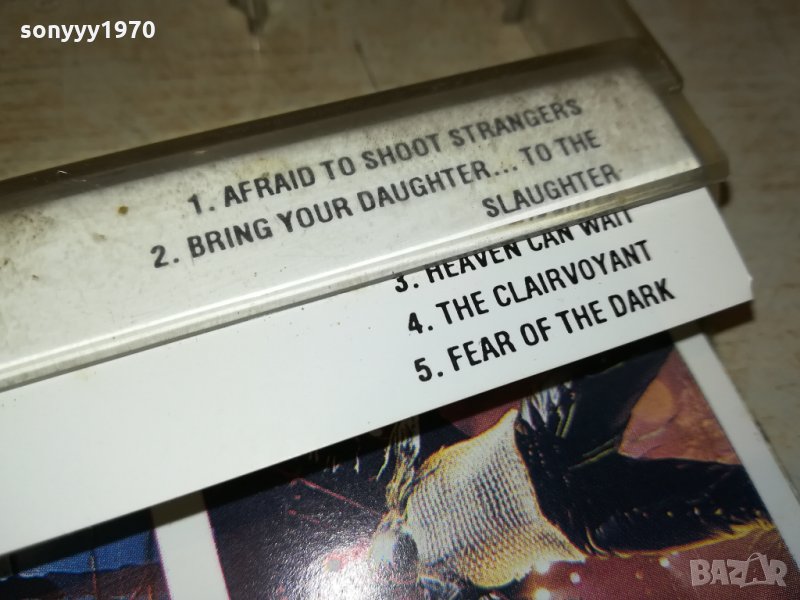 sonyyy1970
1. AFRAID TO SHOOT STRANGERS
2. BRING YOUR DAUGHTER... TO THE
SLAUGHTER
3. HEAVEN CAN WAIT
4. THE CLAIRVOYANT
5. FEAR OF THE DARK
BAZAR